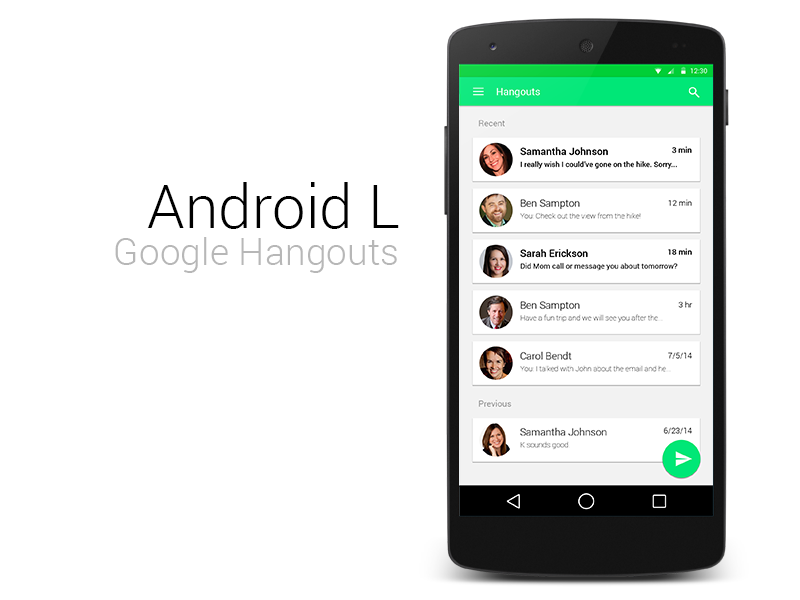 Android L
Google Hangouts
12:30
Hangouts
Recent
Samantha Johnson 3 min
I really wish I could've gone on the hike. Sorry...
Ben Sampton 12 min
You: Check out the view from the hike!
Sarah Erickson 18 min
Did Mom call or message you about tomorrow?
Ben Sampton 3 hr
Have a fun trip and we will see you after the...
Carol Bendt 7/5/14
You: I talked with John about the email and he...
Previous
Samantha Johnson 6/23/14
K sounds good